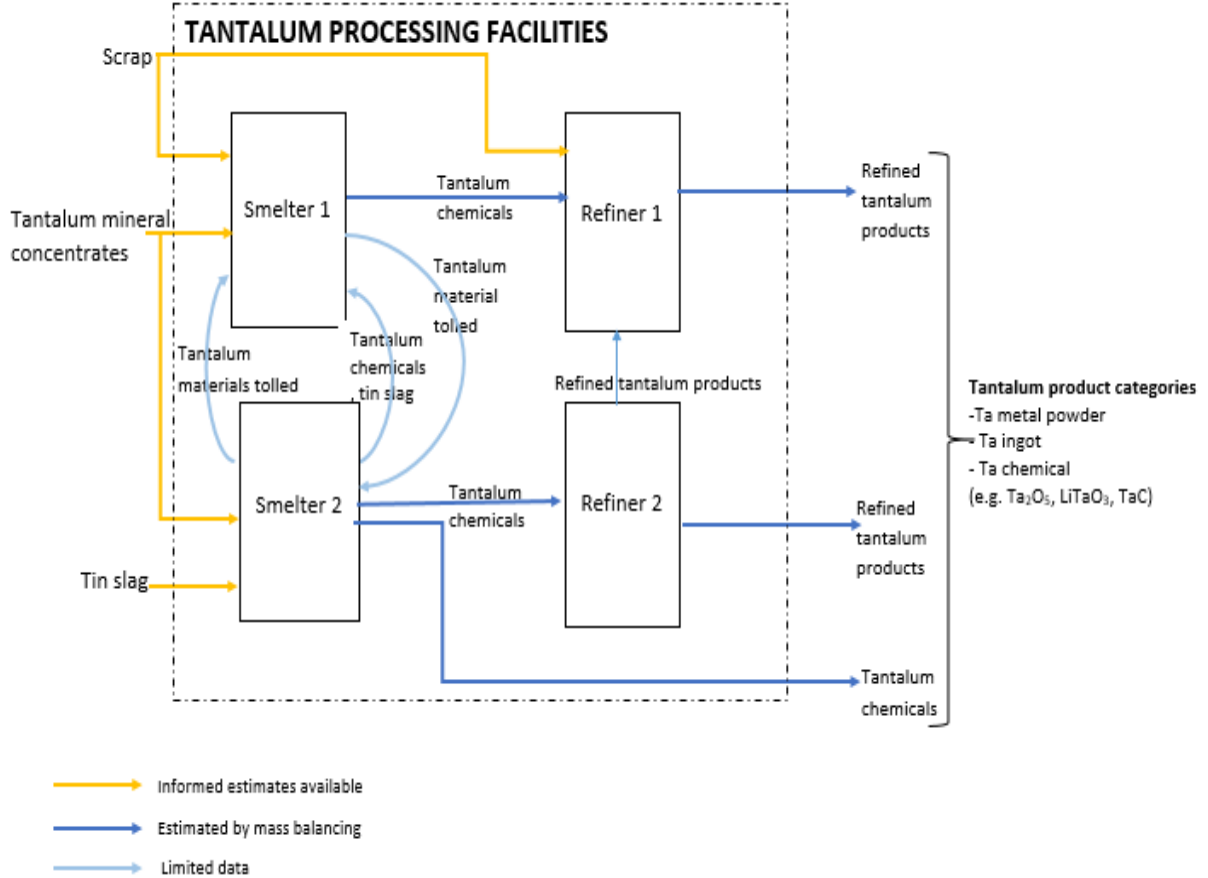 TANTALUM PROCESSING FACILITIES
Scrap
Smelter 1
Tantalum
chemicals
Refiner 1
Refined
tantalum
products
Tantalum mineral
concentrates
Tantalum
material
tolled
Tantalum
materials tolled
Tantalum
chemicals
, tin slag
Refined tantalum products
Smelter 2
Tantalum
chemicals
Refiner 2
Refined
tantalum
products
Tin slag
Tantalum
chemicals
Tantalum product categories
-Ta metal powder
- Ta ingot
- Ta chemical
(e.g. Ta₂O₅, LiTaO₃, TaC)
Informed estimates available
Estimated by mass balancing
Limited data